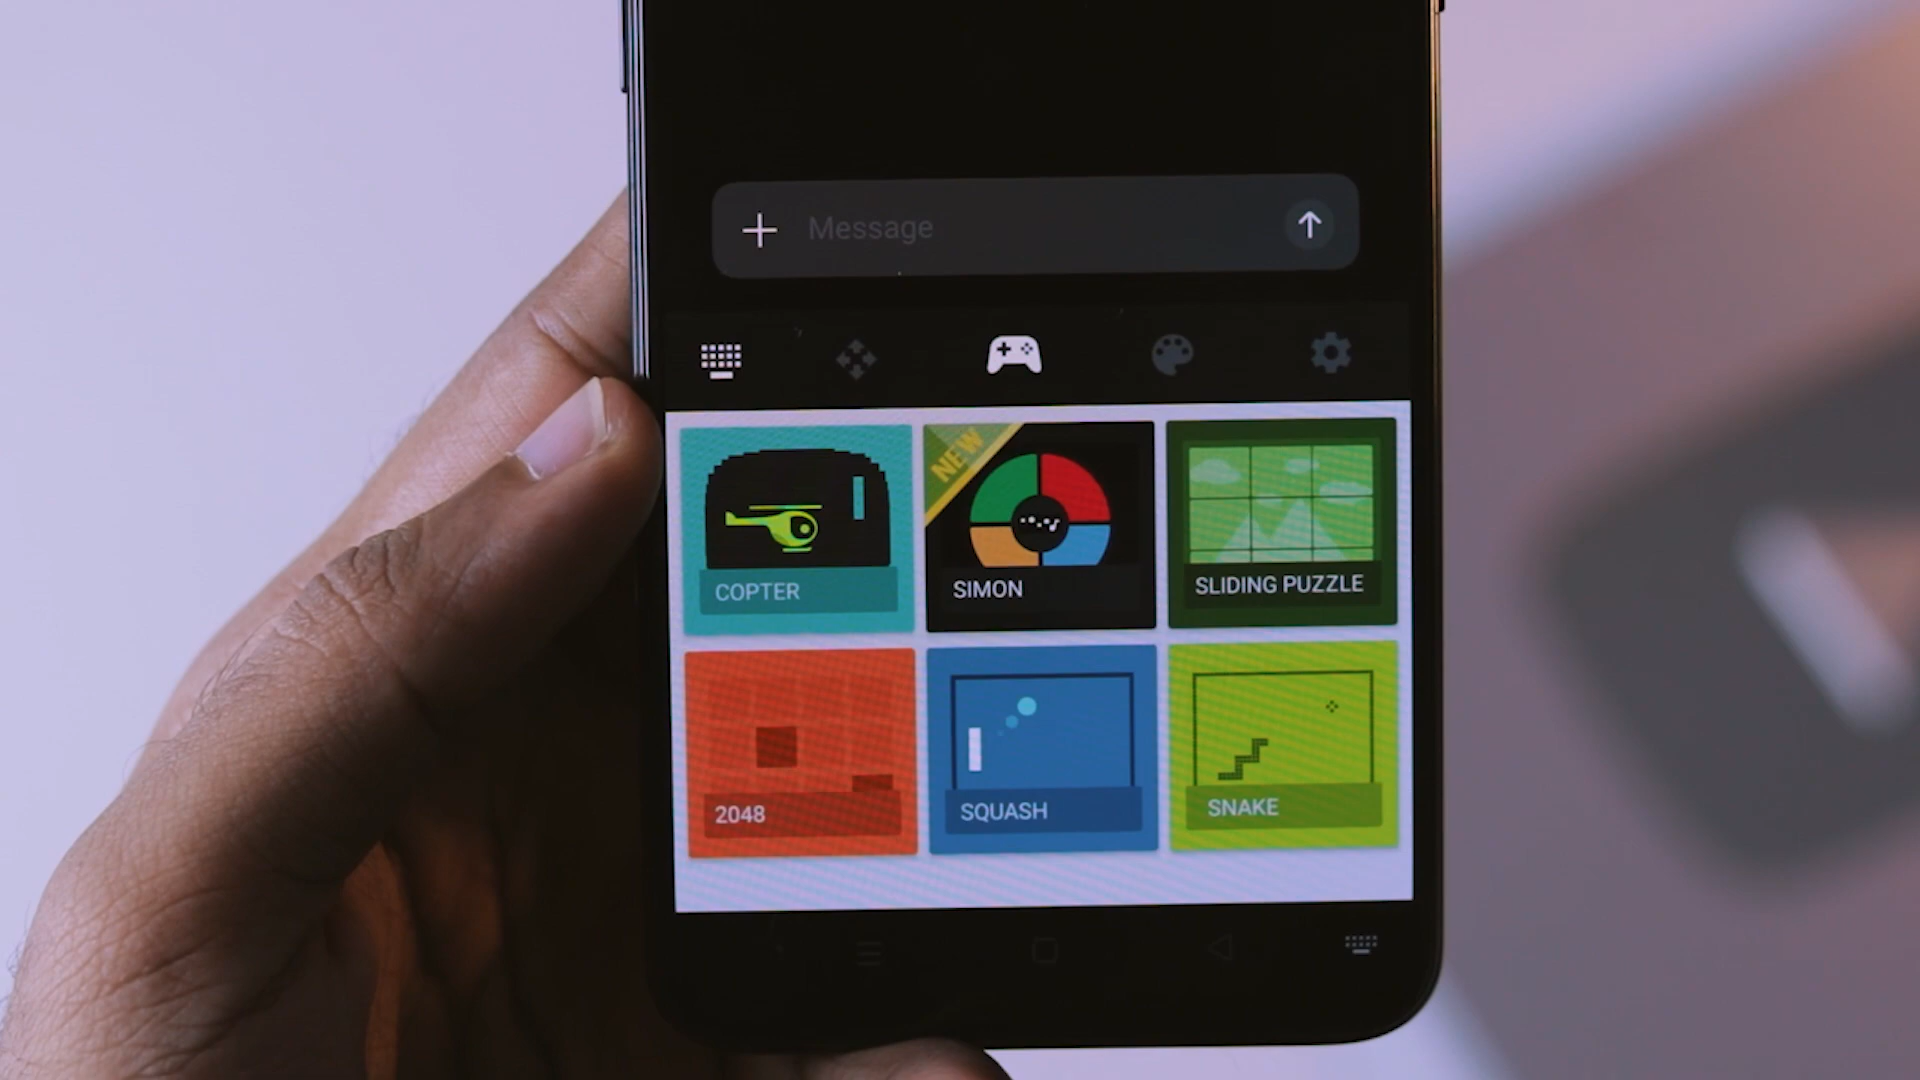 Message
NEW
COPTER
SIMON
SLIDING PUZZLE
2048
SQUASH
SNAKE